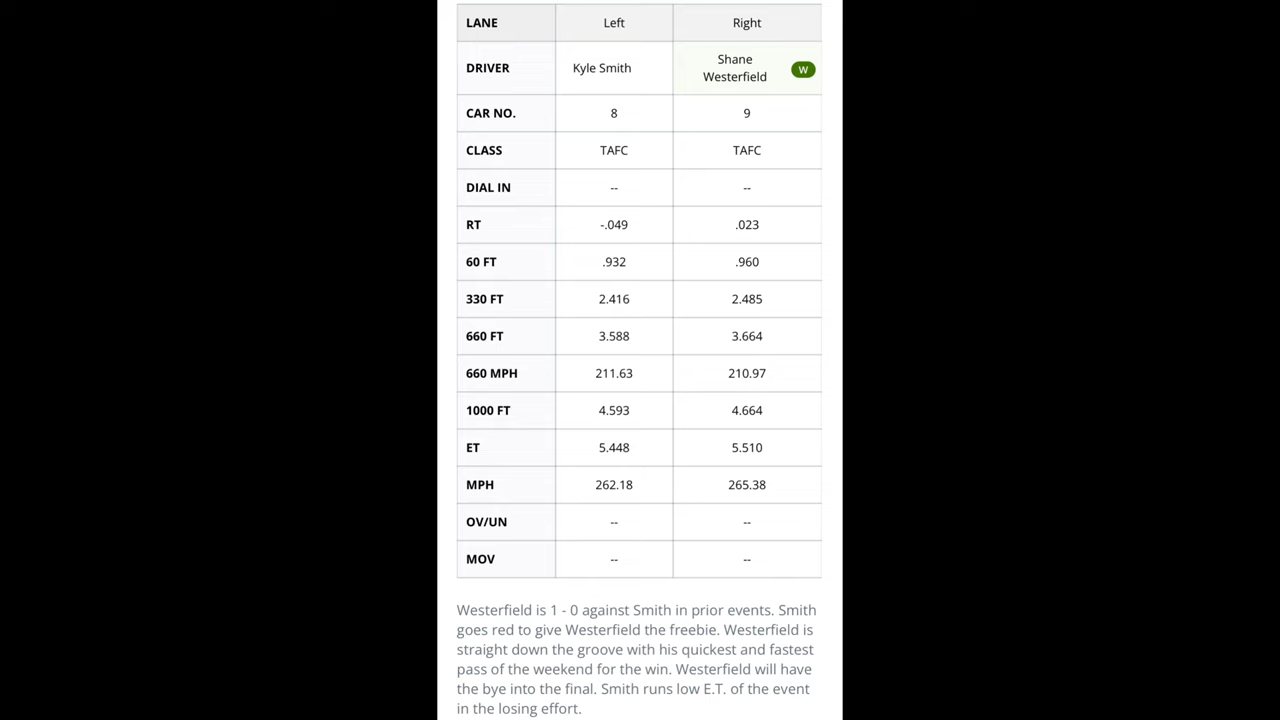 LANE Left Right
DRIVER Kyle Smith Shane Westerfield W
CAR NO. 8 9
CLASS TAFC TAFC
DIAL IN -- --
RT -.049 .023
60 FT .932 .960
330 FT 2.416 2.485
660 FT 3.588 3.664
660 MPH 211.63 210.97
1000 FT 4.593 4.664
ET 5.448 5.510
MPH 262.18 265.38
OV/UN -- --
MOV -- --
Westerfield is 1 - 0 against Smith in prior events. Smith
goes red to give Westerfield the freebie. Westerfield is
straight down the groove with his quickest and fastest
pass of the weekend for the win. Westerfield will have
the bye into the final. Smith runs low E.T. of the event
in the losing effort.